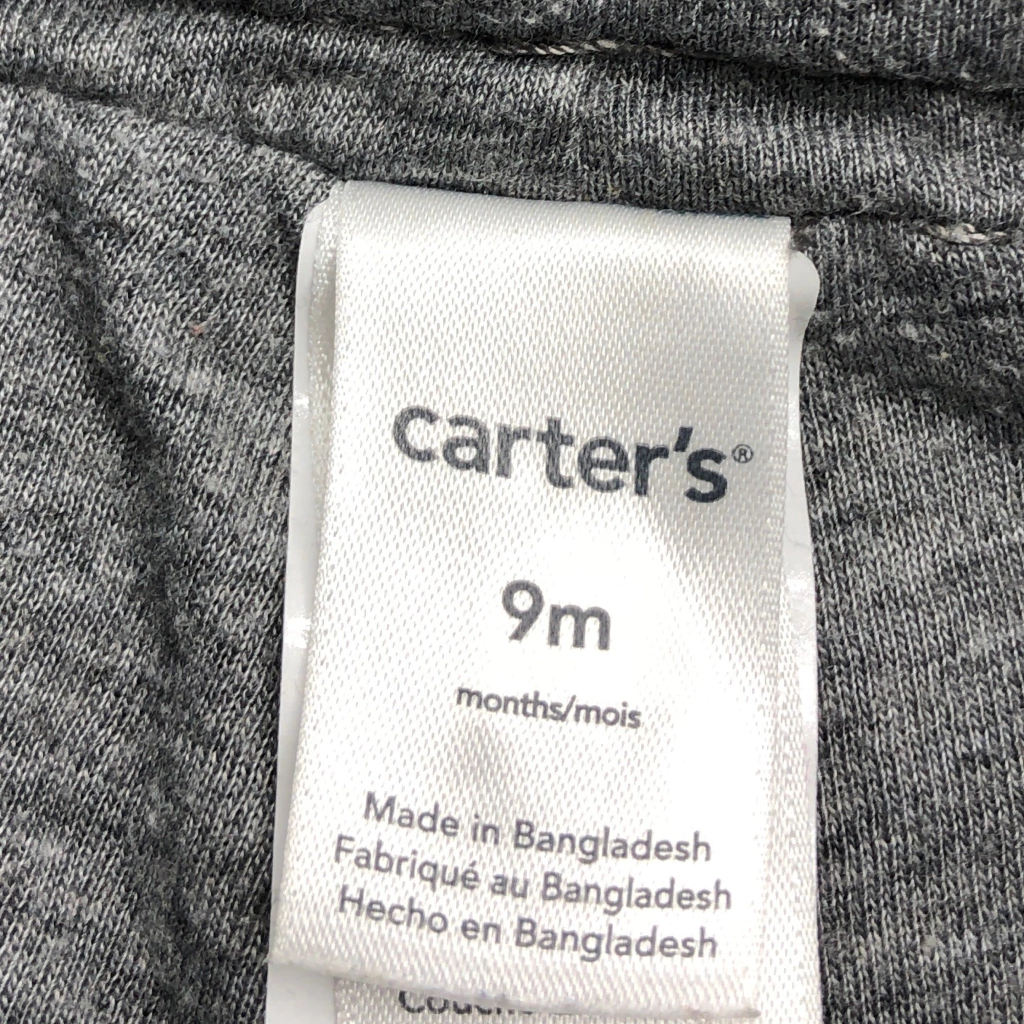 carter's®
9m
months/mois
Made in Bangladesh
Fabriqué au Bangladesh
Hecho en Bangladesh